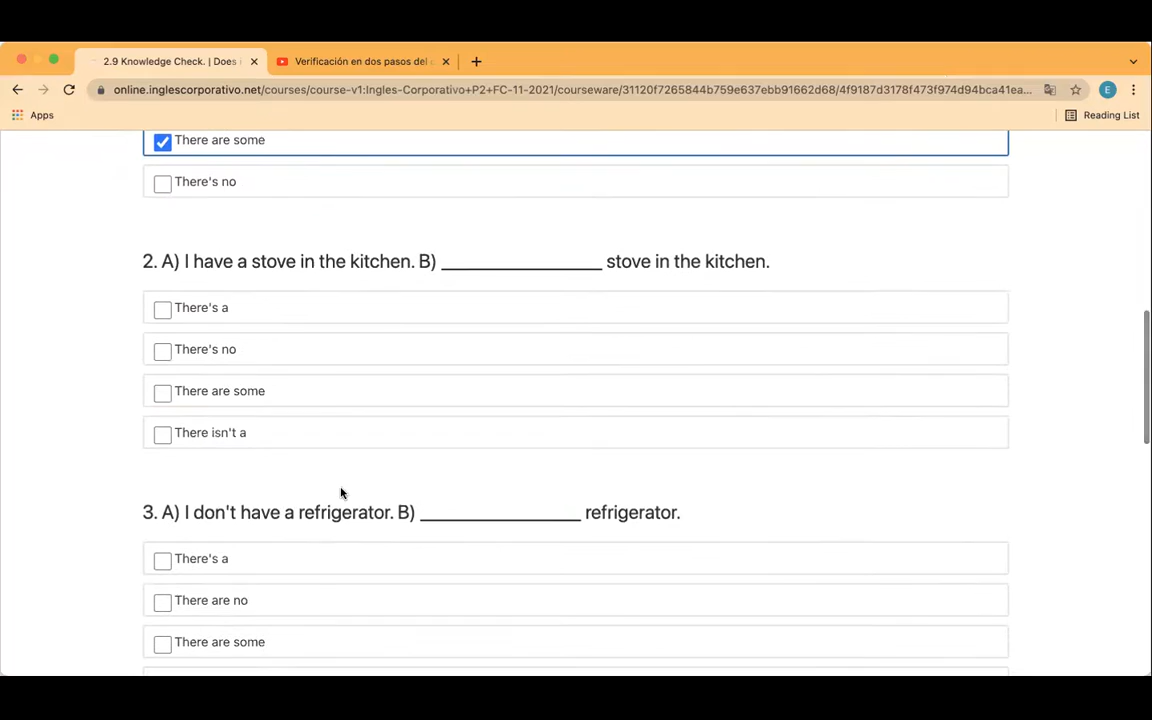 2.9 Knowledge Check. | Does
Verificación en dos pasos del
online.inglescorporativo.net/courses/course-v1:Ingles-Corporativo+P2+FC-11-2021/courseware/31120f7265844b759e637ebb91662d68/4f9187d3178f473f974d94bca41ea...
E
Apps
Reading List
There are some
There's no
2. A) I have a stove in the kitchen. B) ________________ stove in the kitchen.
There's a
There's no
There are some
There isn't a
3. A) I don't have a refrigerator. B) ________________ refrigerator.
There's a
There are no
There are some